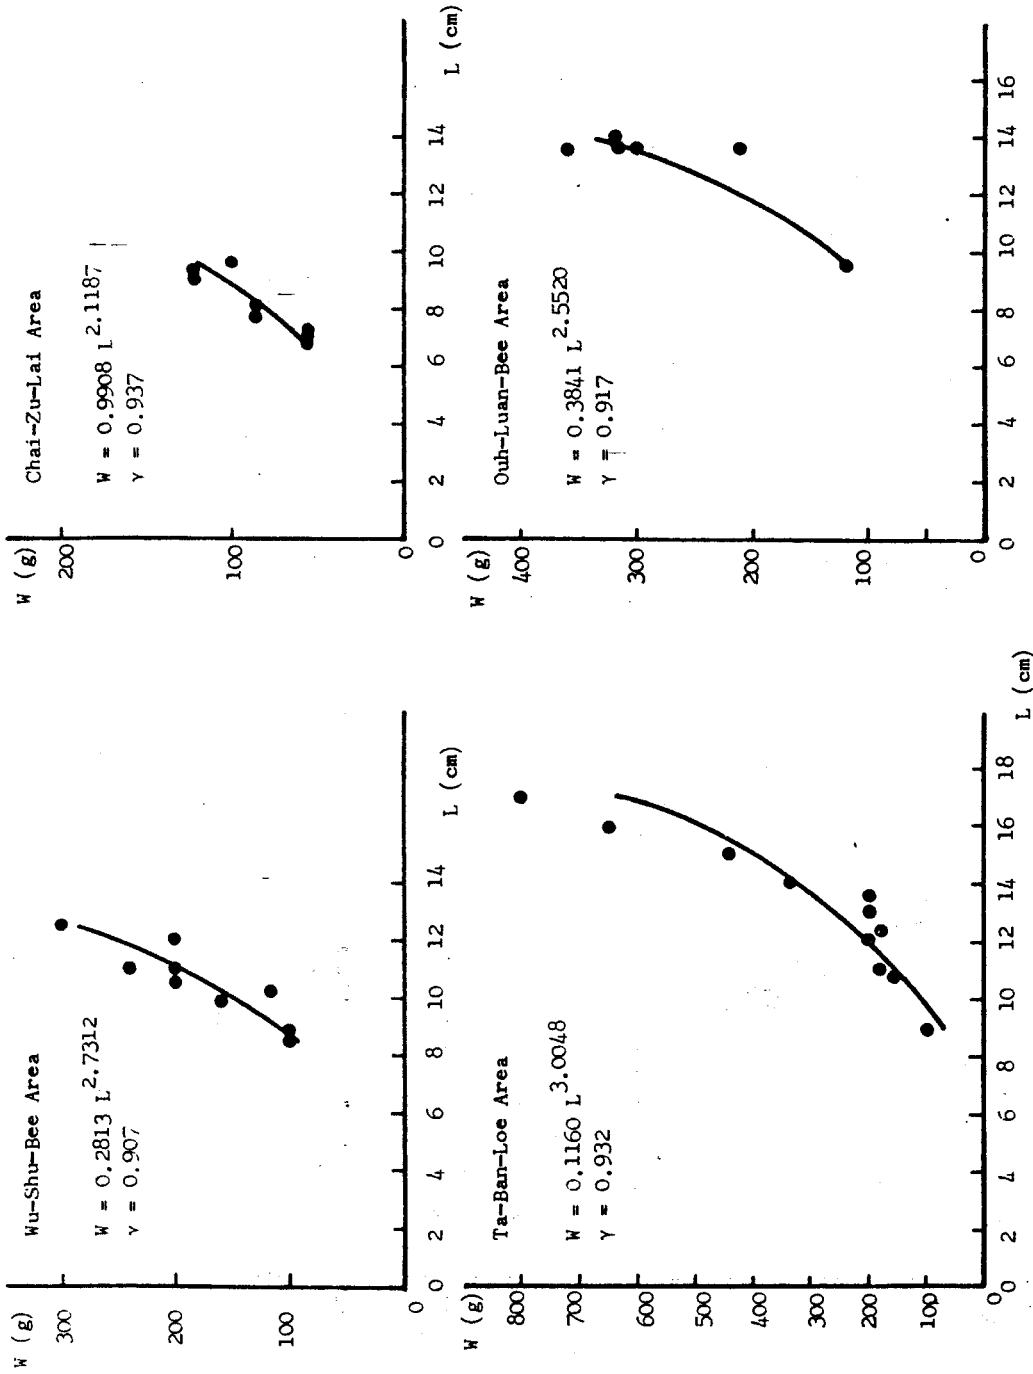 Wu-Shu-Bee Area
W = 0.2813 L^2.7312
γ = 0.907
W (g)
300
200
100
0
2
4
6
8
10
12
14
L (cm)
Chai-Zu-Lai Area
W = 0.9908 L^2.1187
γ = 0.937
W (g)
200
100
0
0
2
4
6
8
10
12
14
L (cm)
Ta-Ban-Loe Area
W = 0.1160 L^3.0048
γ = 0.932
W (g)
800
700
600
500
400
300
200
100
0
2
4
6
8
10
12
14
16
18
L (cm)
Ouh-Luan-Bee Area
W = 0.3841 L^2.5520
γ = 0.917
W (g)
400
300
200
100
0
0
2
4
6
8
10
12
14
16